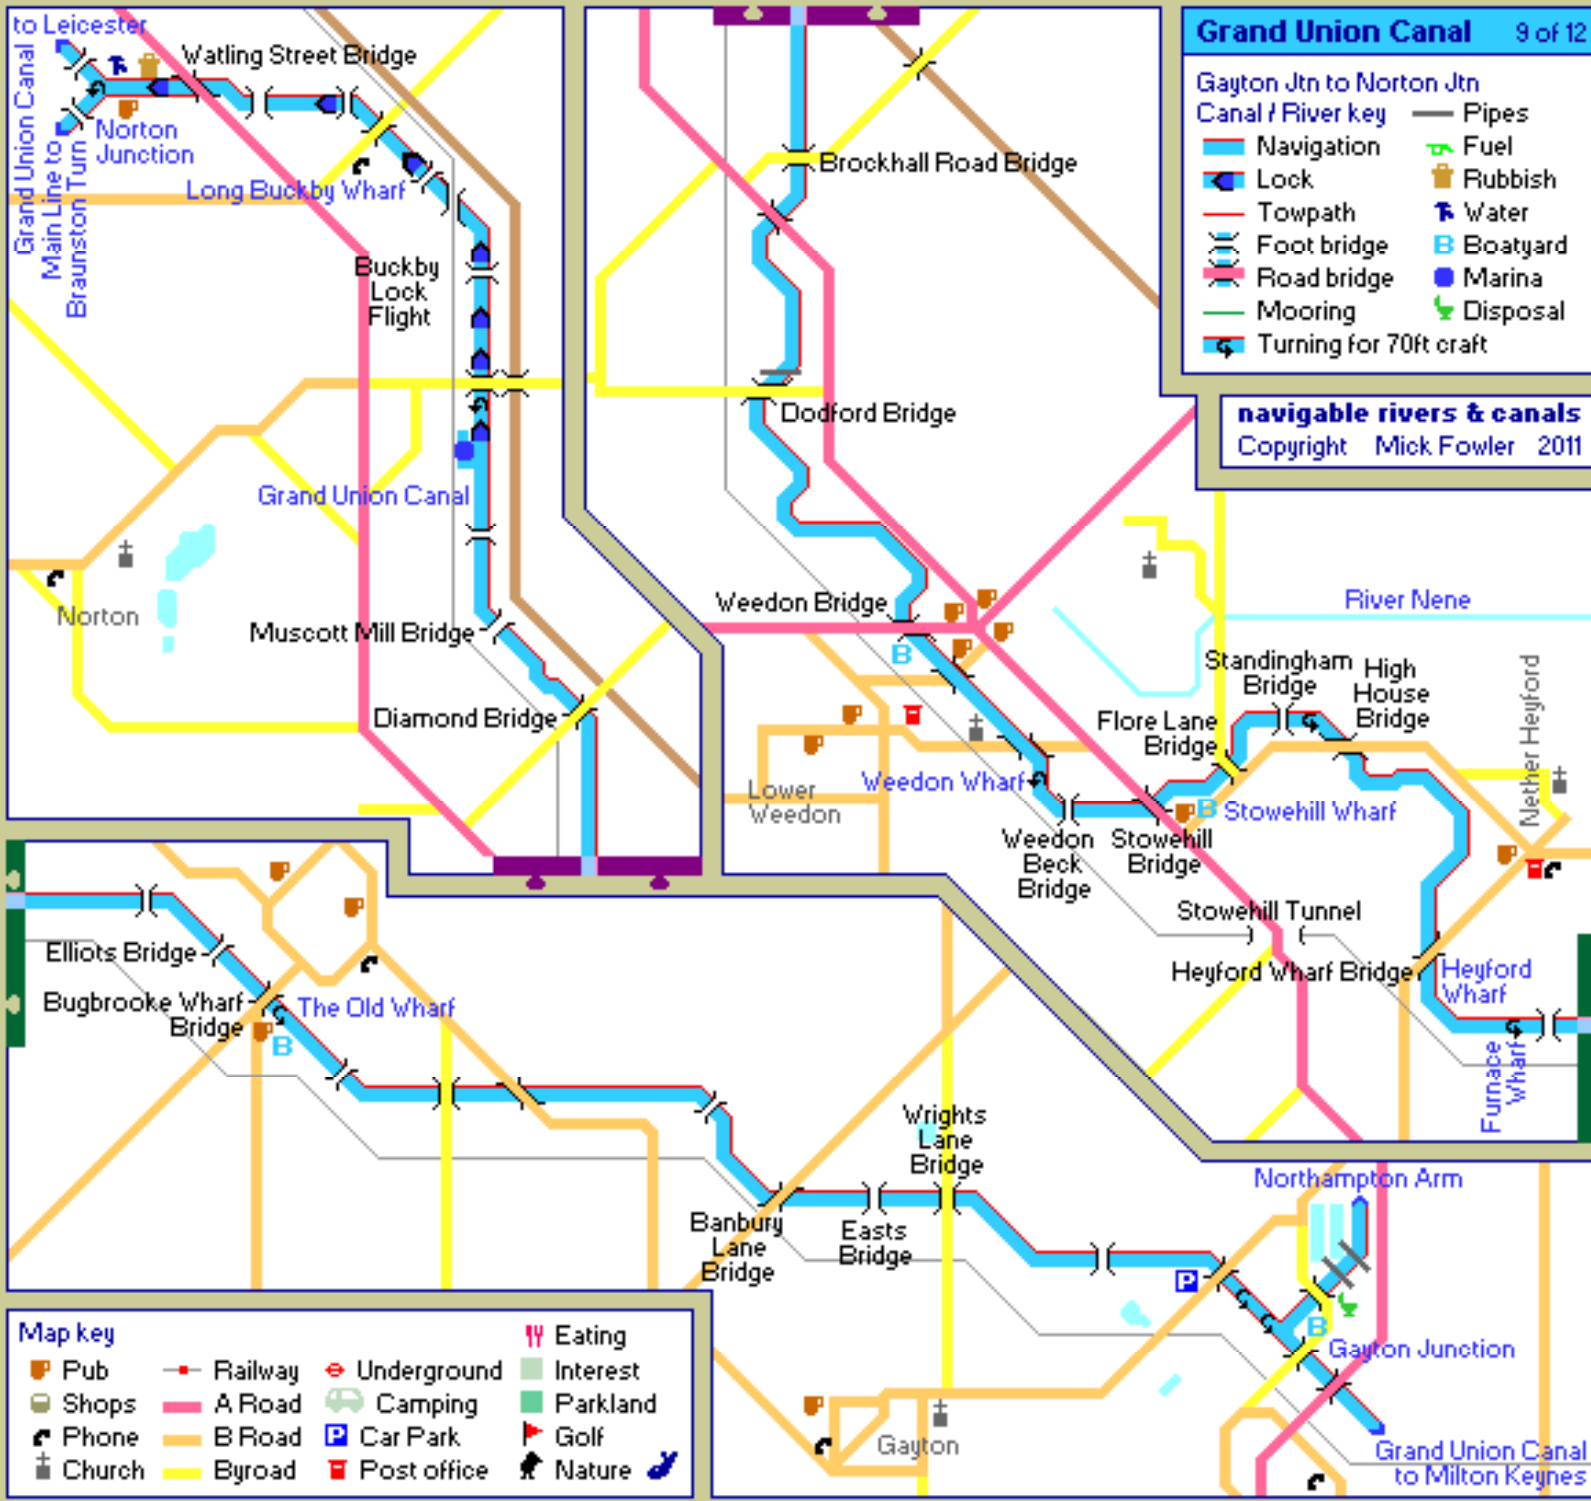 to Leicester
Grand Union Canal
Main Line to
Braunston Turn
Watling Street Bridge
Norton
Junction
Long Buckby Wharf
Buckby
Lock
Flight
Grand Union Canal
Norton
Muscott Mill Bridge
Diamond Bridge
Brockhall Road Bridge
Dodford Bridge
Weedon Bridge
B
River Nene
Standingham
Bridge
High
House
Bridge
Flore Lane
Bridge
Nether Heyford
Weedon Wharf
Lower
Weedon
B
Stowehill Wharf
Weedon
Beck
Bridge
Stowehill
Bridge
Stowehill Tunnel
Heyford Wharf Bridge
Heyford
Wharf
Furnace
Wharf
Grand Union Canal 9 of 12
Gayton Jtn to Norton Jtn
Canal / River key
Pipes
Navigation
Fuel
Lock
Rubbish
Towpath
Water
Foot bridge
B Boatyard
Road bridge
Marina
Mooring
Disposal
Turning for 70ft craft
navigable rivers & canals
Copyright Mick Fowler 2011
Elliots Bridge
Bugbrooke Wharf
Bridge
The Old Wharf
B
Wrights
Lane
Bridge
Banbury
Lane
Bridge
Easts
Bridge
Northampton Arm
P
B
Gayton Junction
Gayton
Grand Union Canal
to Milton Keynes
Map key
Eating
Pub
Railway
Underground
Interest
Shops
A Road
Camping
Parkland
Phone
B Road
P Car Park
Golf
Church
Byroad
Post office
Nature